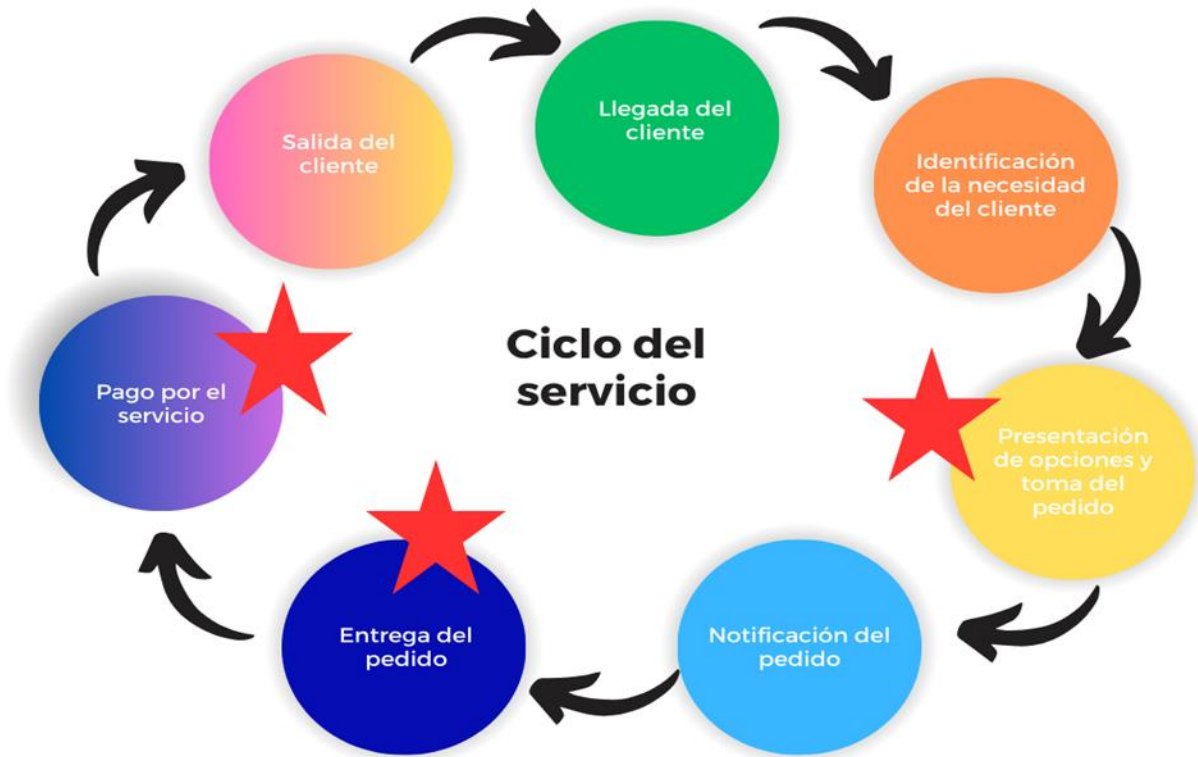 Ciclo del
servicio
Llegada del
cliente
Identificación
de la necesidad
del cliente
Presentación
de opciones y
toma del
pedido
Notificación del
pedido
Entrega del
pedido
Pago por el
servicio
Salida del
cliente